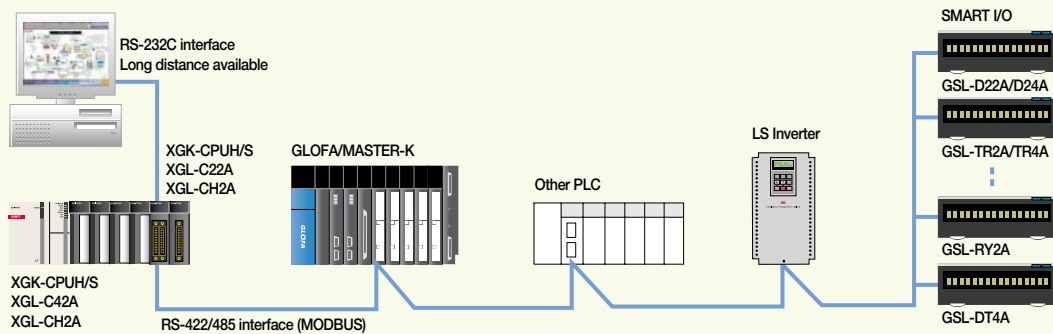 SMART I/O
RS-232C interface
Long distance available
GSL-D22A/D24A
XGK-CPUH/S
XGL-C22A
XGL-CH2A
GLOFA/MASTER-K
LS Inverter
GSL-TR2A/TR4A
Other PLC
GLOFA
GSL-RY2A
XGK-CPUH/S
XGL-C42A
XGL-CH2A
RS-422/485 interface (MODBUS)
GSL-DT4A